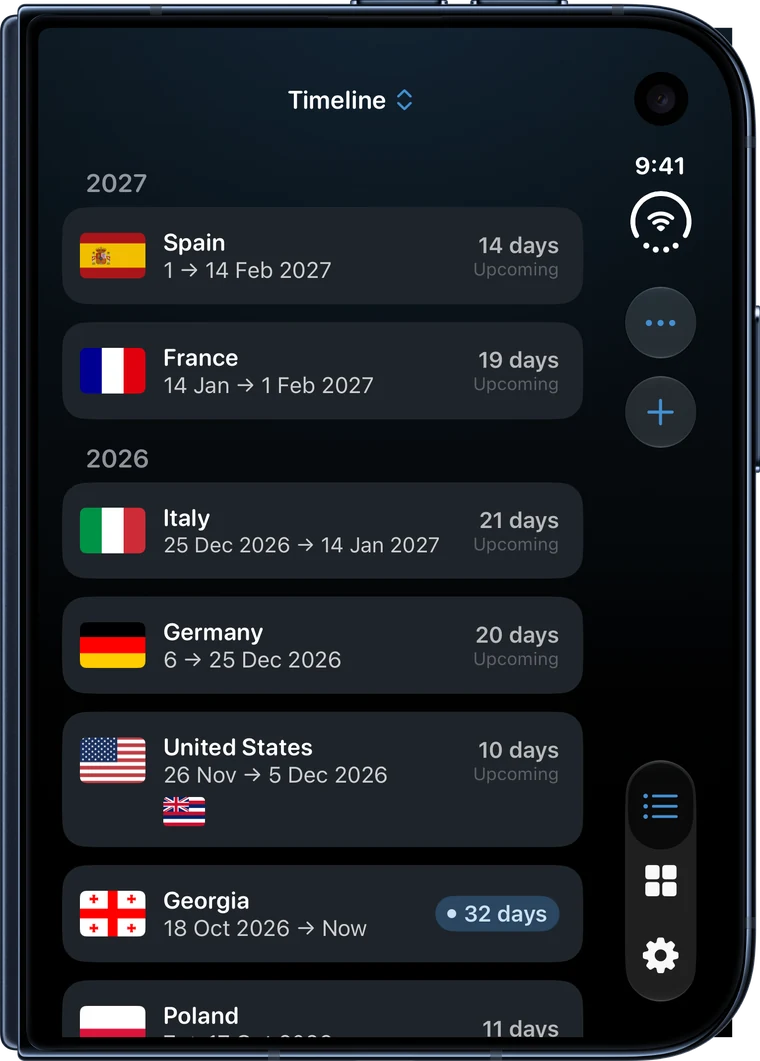 Timeline
9:41
2027
Spain
14 days
1 → 14 Feb 2027
Upcoming
France
19 days
14 Jan → 1 Feb 2027
Upcoming
2026
Italy
21 days
25 Dec 2026 → 14 Jan 2027
Upcoming
Germany
20 days
6 → 25 Dec 2026
Upcoming
United States
10 days
26 Nov → 5 Dec 2026
Upcoming
Georgia
• 32 days
18 Oct 2026 → Now
Poland
11 days